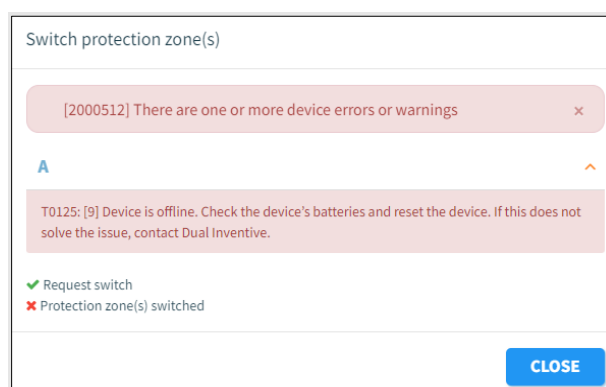 Switch protection zone(s)
[2000512] There are one or more device errors or warnings ×
A
T0125: [9] Device is offline. Check the device's batteries and reset the device. If this does not
solve the issue, contact Dual Inventive.
✔ Request switch
✖ Protection zone(s) switched
CLOSE